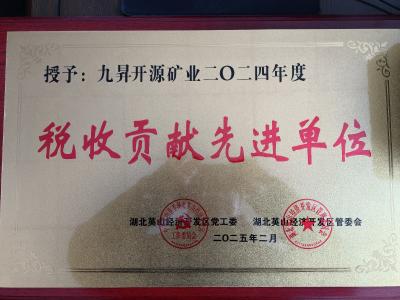 授予：九昇开源矿业二〇二四年度
税收贡献先进单位
湖北英山经济开发区党工委 湖北英山经济开发区管委会
二〇二五年二月